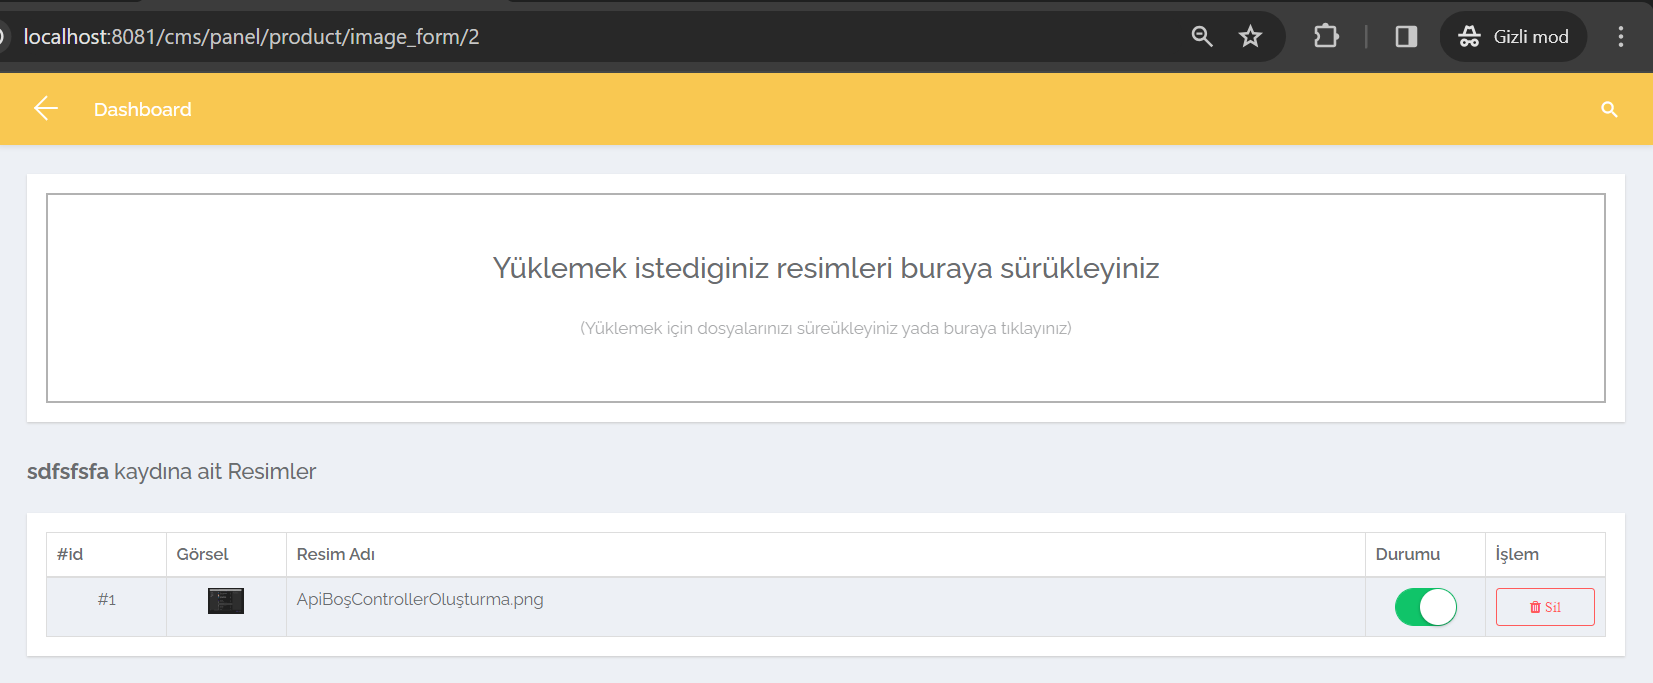 localhost:8081/cms/panel/product/image_form/2 Gizli mod
Dashboard
Yüklemek istediginiz resimleri buraya sürükleyiniz
(Yüklemek için dosyalarınızı süreükleyiniz yada buraya tıklayınız)
sdfsfsfa kaydına ait Resimler
#id Görsel Resim Adı Durumu İşlem
#1 ApiBoşControllerOluşturma.png Sil